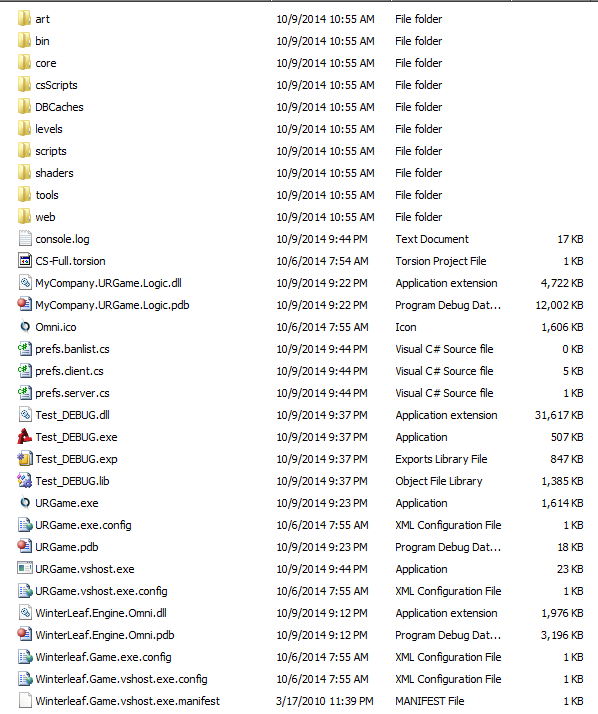 art 10/9/2014 10:55 AM File folder
bin 10/9/2014 10:55 AM File folder
core 10/9/2014 10:55 AM File folder
csScripts 10/9/2014 10:55 AM File folder
DBCaches 10/9/2014 10:55 AM File folder
levels 10/9/2014 10:55 AM File folder
scripts 10/9/2014 10:55 AM File folder
shaders 10/9/2014 10:55 AM File folder
tools 10/9/2014 10:55 AM File folder
web 10/9/2014 10:55 AM File folder
console.log 10/9/2014 9:44 PM Text Document 17 KB
CS-Full.torsion 10/6/2014 7:54 AM Torsion Project File 1 KB
MyCompany.URGame.Logic.dll 10/9/2014 9:22 PM Application extension 4,722 KB
MyCompany.URGame.Logic.pdb 10/9/2014 9:22 PM Program Debug Dat... 12,002 KB
Omni.ico 10/6/2014 7:55 AM Icon 1,606 KB
prefs.banlist.cs 10/9/2014 9:44 PM Visual C# Source file 0 KB
prefs.client.cs 10/9/2014 9:44 PM Visual C# Source file 5 KB
prefs.server.cs 10/9/2014 9:44 PM Visual C# Source file 1 KB
Test_DEBUG.dll 10/9/2014 9:37 PM Application extension 31,617 KB
Test_DEBUG.exe 10/9/2014 9:37 PM Application 507 KB
Test_DEBUG.exp 10/9/2014 9:37 PM Exports Library File 847 KB
Test_DEBUG.lib 10/9/2014 9:37 PM Object File Library 1,385 KB
URGame.exe 10/9/2014 9:23 PM Application 1,614 KB
URGame.exe.config 10/6/2014 7:55 AM XML Configuration File 1 KB
URGame.pdb 10/9/2014 9:23 PM Program Debug Dat... 18 KB
URGame.vshost.exe 10/9/2014 9:44 PM Application 23 KB
URGame.vshost.exe.config 10/6/2014 7:55 AM XML Configuration File 1 KB
WinterLeaf.Engine.Omni.dll 10/9/2014 9:12 PM Application extension 1,976 KB
WinterLeaf.Engine.Omni.pdb 10/9/2014 9:12 PM Program Debug Dat... 3,196 KB
Winterleaf.Game.exe.config 10/6/2014 7:55 AM XML Configuration File 1 KB
Winterleaf.Game.vshost.exe.config 10/6/2014 7:55 AM XML Configuration File 1 KB
Winterleaf.Game.vshost.exe.manifest 3/17/2010 11:39 PM MANIFEST File 1 KB